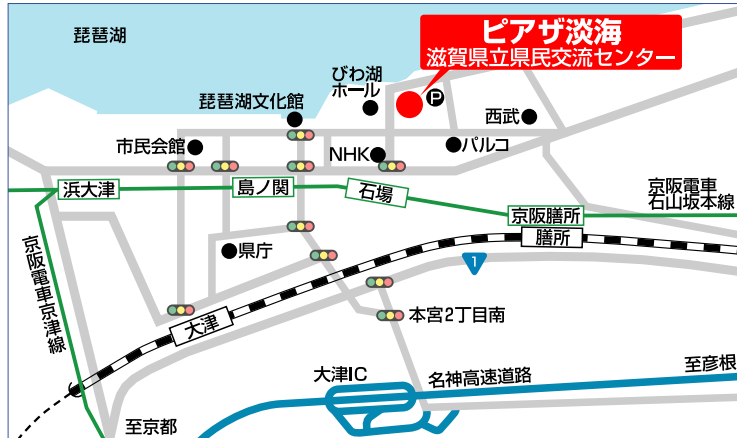 琵琶湖
ピアザ淡海
滋賀県立県民交流センター
びわ湖
ホール
P
琵琶湖文化館
西武
市民会館
NHK
パルコ
浜大津
島ノ関
石場
京阪電車
石山坂本線
京阪膳所
膳所
京阪電車京津線
県庁
1
大津
本宮2丁目南
大津IC
名神高速道路
至彦根
至京都